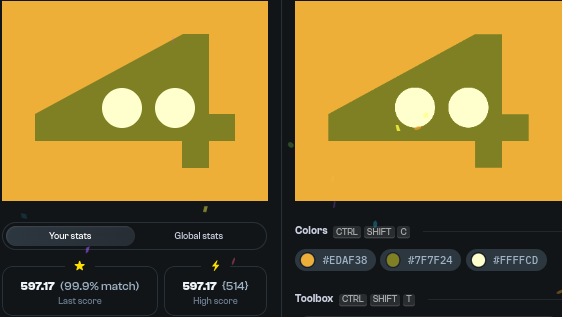 Your stats
Global stats
597.17 (99.9% match)
Last score
597.17 {514}
High score
Colors CTRL SHIFT C
#EDAF38
#7F7F24
#FFFFCD
Toolbox CTRL SHIFT T